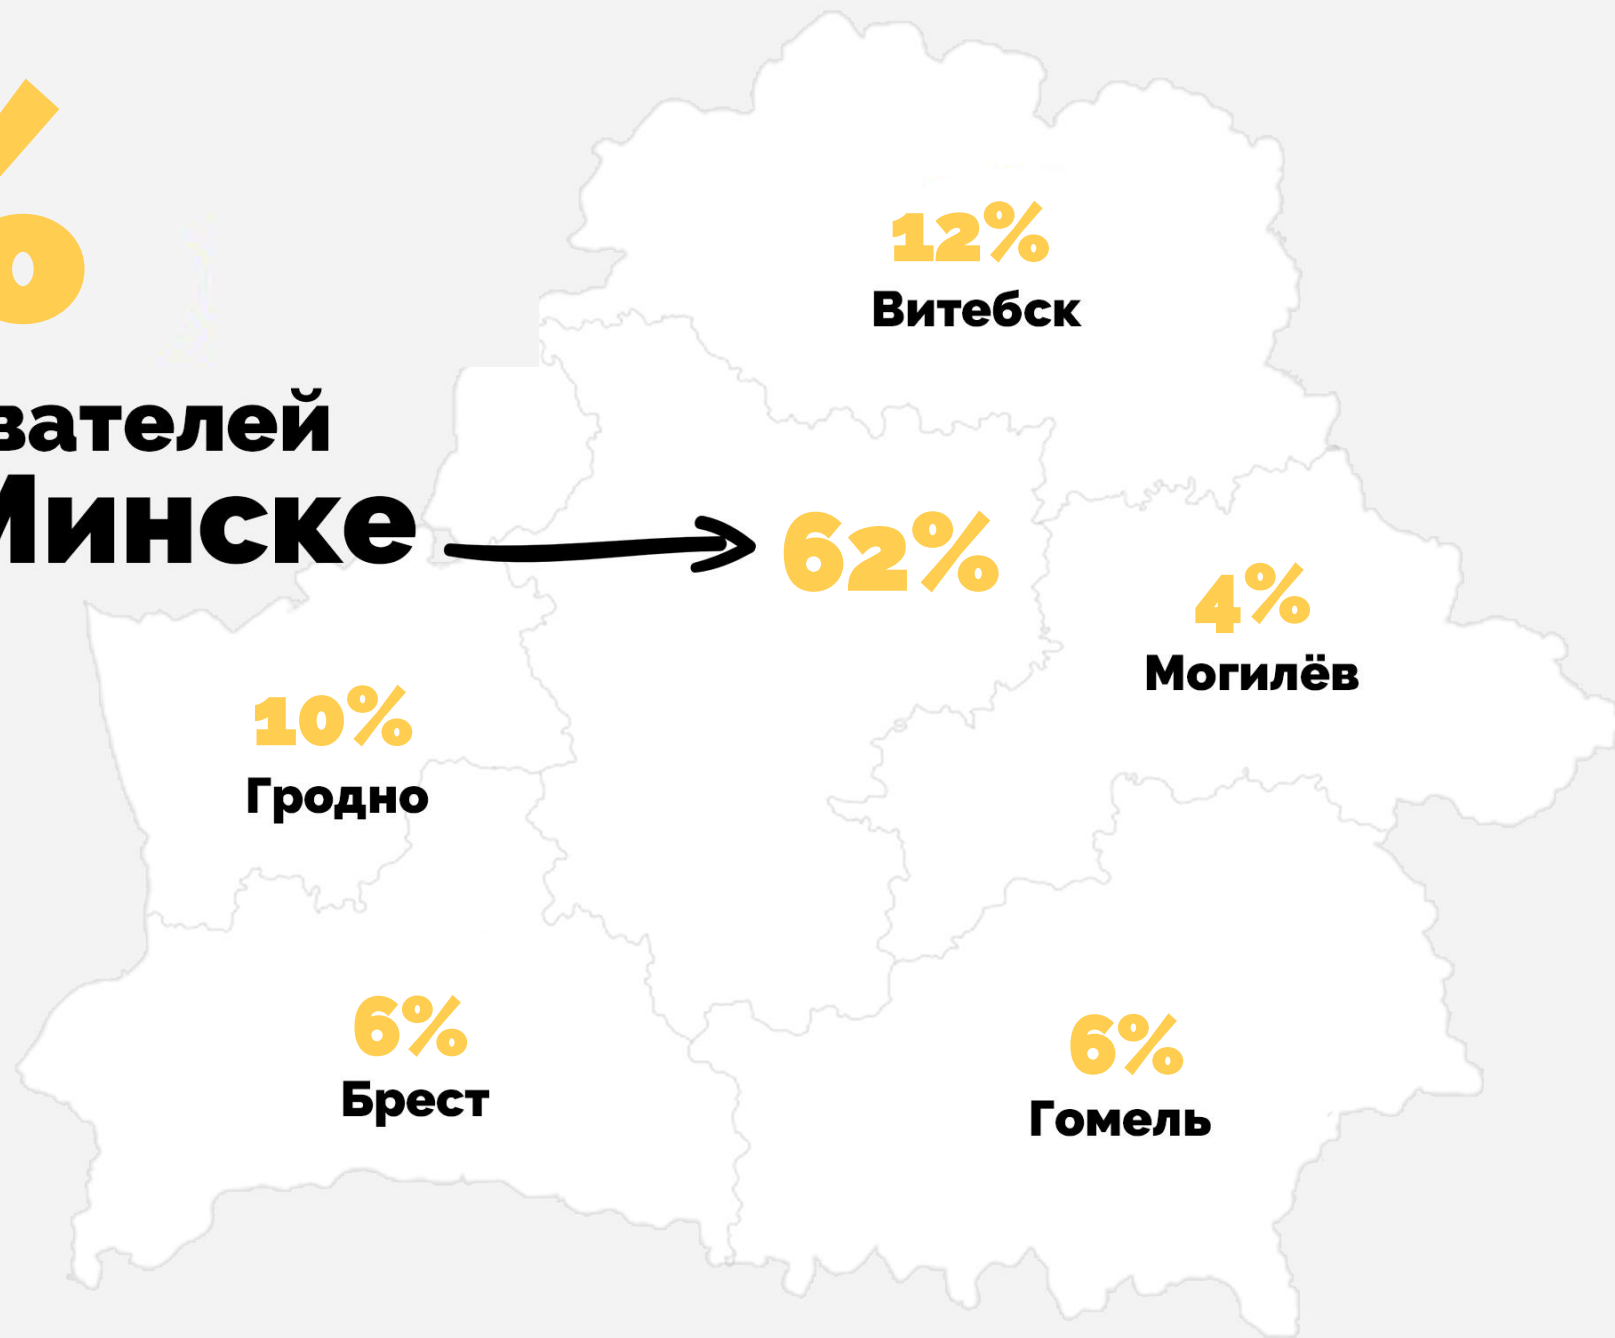 %
вателей
Минске
12%
Витебск
62%
4%
Могилёв
10%
Гродно
6%
Брест
6%
Гомель